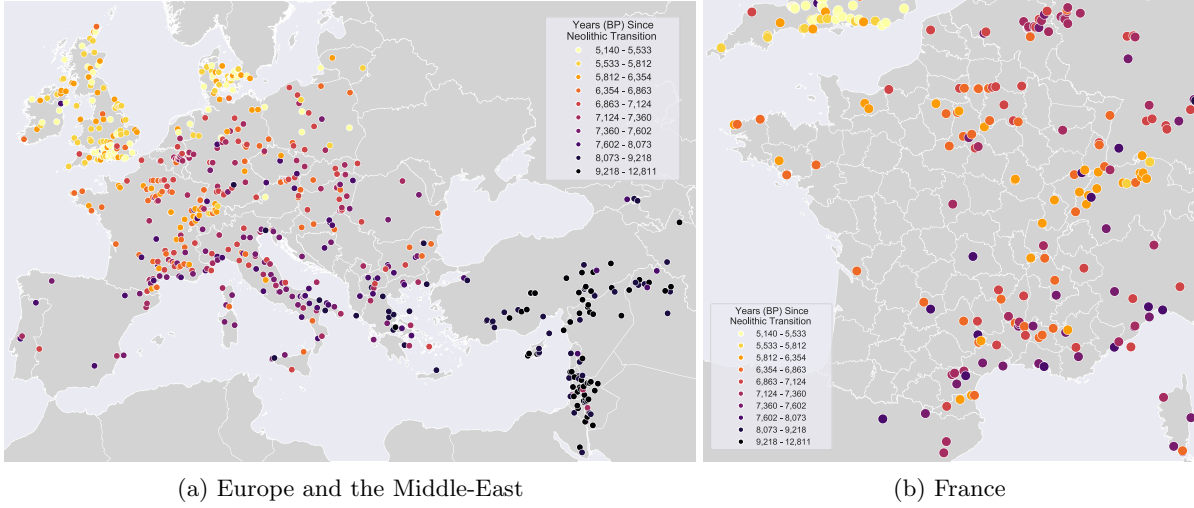 Years (BP) Since
Neolithic Transition
5,140 – 5,533
5,533 – 5,812
5,812 – 6,354
6,354 – 6,863
6,863 – 7,124
7,124 – 7,360
7,360 – 7,602
7,602 – 8,073
8,073 – 9,218
9,218 – 12,811
(a) Europe and the Middle-East
Years (BP) Since
Neolithic Transition
5,140 – 5,533
5,533 – 5,812
5,812 – 6,354
6,354 – 6,863
6,863 – 7,124
7,124 – 7,360
7,360 – 7,602
7,602 – 8,073
8,073 – 9,218
9,218 – 12,811
(b) France